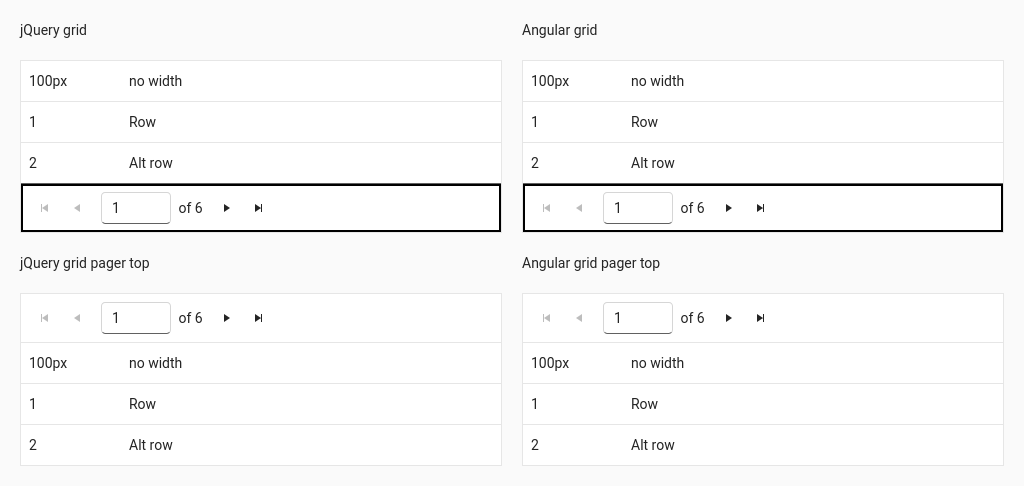 jQuery grid
100px no width
1 Row
2 Alt row
1 of 6
Angular grid
100px no width
1 Row
2 Alt row
1 of 6
jQuery grid pager top
1 of 6
100px no width
1 Row
2 Alt row
Angular grid pager top
1 of 6
100px no width
1 Row
2 Alt row